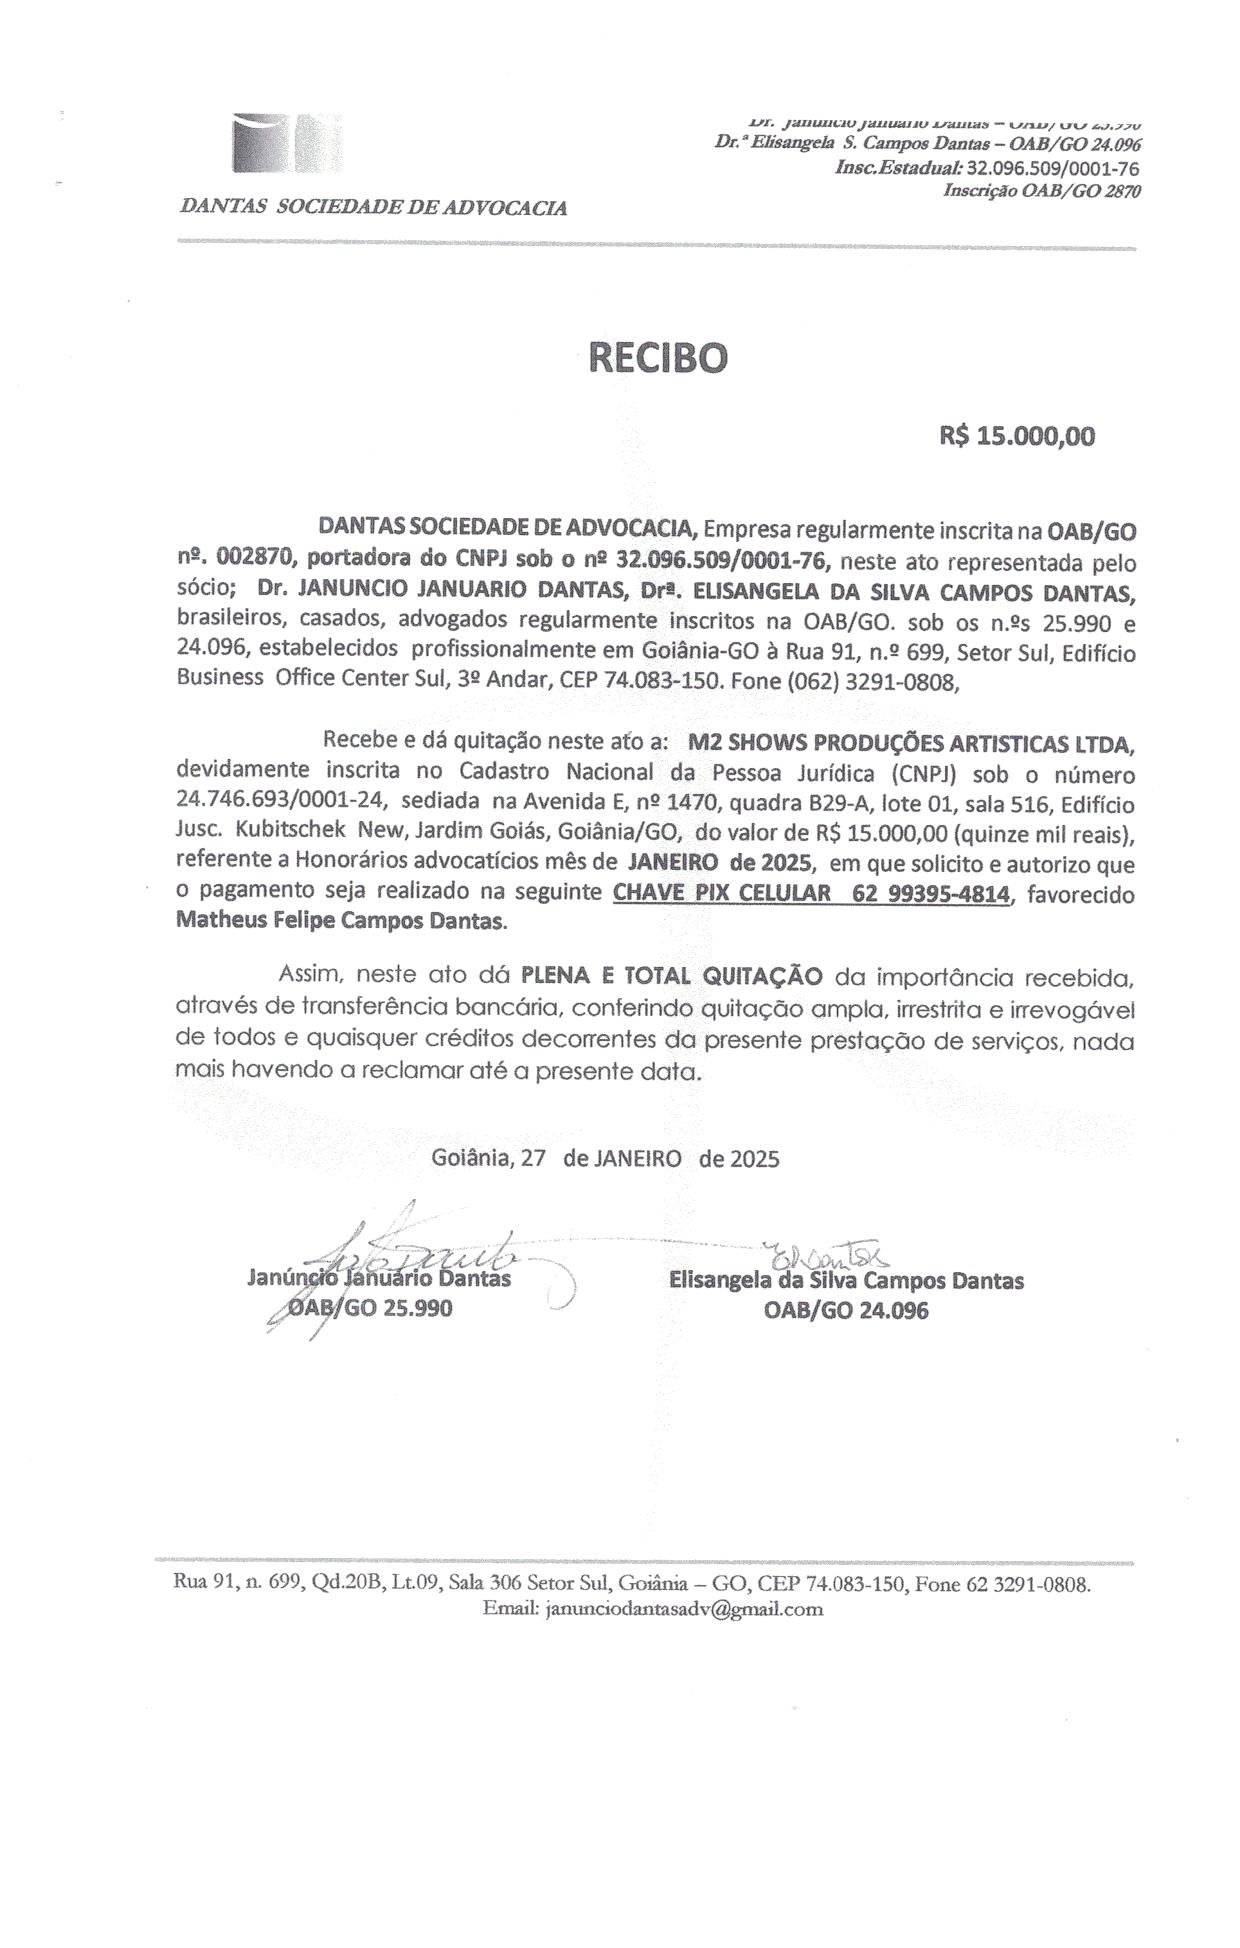 Dr. Janúncio Januário Dantas – OAB/GO 25.990
Dr.ª Elisangela S. Campos Dantas – OAB/GO 24.096
Insc.Estadual: 32.096.509/0001-76
Inscrição OAB/GO 2870
DANTAS SOCIEDADE DE ADVOCACIA
RECIBO
R$ 15.000,00
DANTAS SOCIEDADE DE ADVOCACIA, Empresa regularmente inscrita na OAB/GO
nº. 002870, portadora do CNPJ sob o nº 32.096.509/0001-76, neste ato representada pelo
sócio; Dr. JANUNCIO JANUARIO DANTAS, Drª. ELISANGELA DA SILVA CAMPOS DANTAS,
brasileiros, casados, advogados regularmente inscritos na OAB/GO. sob os n.ºs 25.990 e
24.096, estabelecidos profissionalmente em Goiânia-GO à Rua 91, n.º 699, Setor Sul, Edifício
Business Office Center Sul, 3º Andar, CEP 74.083-150. Fone (062) 3291-0808,
Recebe e dá quitação neste ato a: M2 SHOWS PRODUÇÕES ARTISTICAS LTDA,
devidamente inscrita no Cadastro Nacional da Pessoa Jurídica (CNPJ) sob o número
24.746.693/0001-24, sediada na Avenida E, nº 1470, quadra B29-A, lote 01, sala 516, Edifício
Jusc. Kubitschek New, Jardim Goiás, Goiânia/GO, do valor de R$ 15.000,00 (quinze mil reais),
referente a Honorários advocatícios mês de JANEIRO de 2025, em que solicito e autorizo que
o pagamento seja realizado na seguinte CHAVE PIX CELULAR 62 99395-4814, favorecido
Matheus Felipe Campos Dantas.
Assim, neste ato dá PLENA E TOTAL QUITAÇÃO da importância recebida,
através de transferência bancária, conferindo quitação ampla, irrestrita e irrevogável
de todos e quaisquer créditos decorrentes da presente prestação de serviços, nada
mais havendo a reclamar até a presente data.
Goiânia, 27 de JANEIRO de 2025
Janúncio Januário Dantas
Elisangela da Silva Campos Dantas
OAB/GO 25.990
OAB/GO 24.096
Rua 91, n. 699, Qd.20B, Lt.09, Sala 306 Setor Sul, Goiânia – GO, CEP 74.083-150, Fone 62 3291-0808.
Email: janunciodantasadv@gmail.com